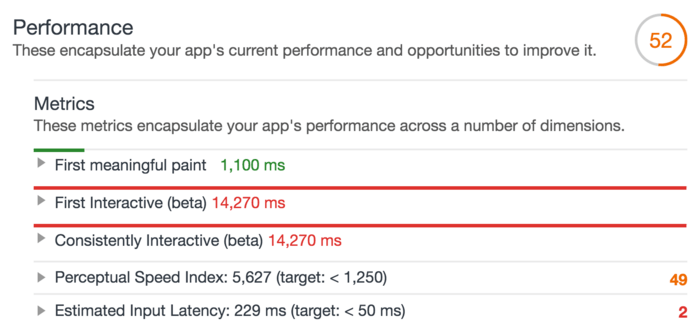 Performance
These encapsulate your app's current performance and opportunities to improve it.
52
Metrics
These metrics encapsulate your app's performance across a number of dimensions.
First meaningful paint 1,100 ms
First Interactive (beta) 14,270 ms
Consistently Interactive (beta) 14,270 ms
Perceptual Speed Index: 5,627 (target: < 1,250) 49
Estimated Input Latency: 229 ms (target: < 50 ms) 2